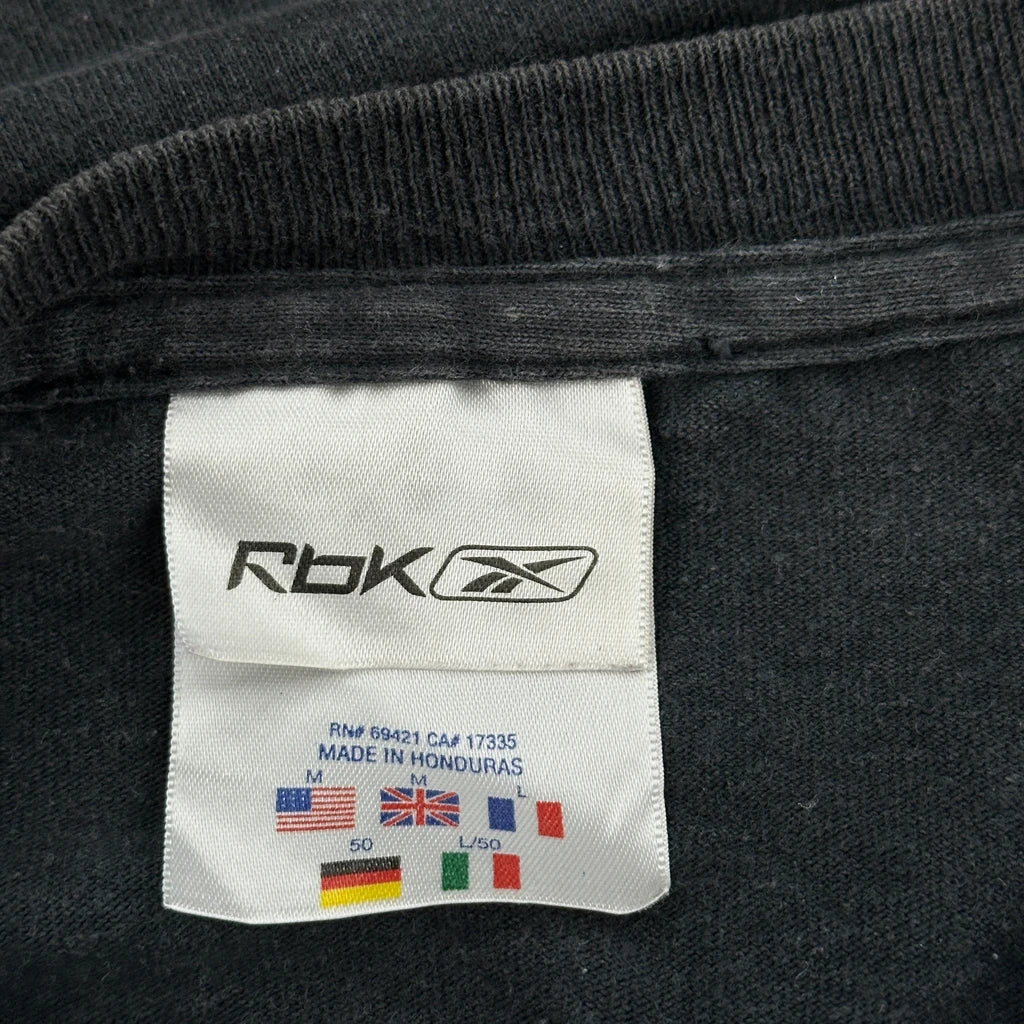 Rbk
RN# 69421 CA# 17335
MADE IN HONDURAS
M M L
50 L/50